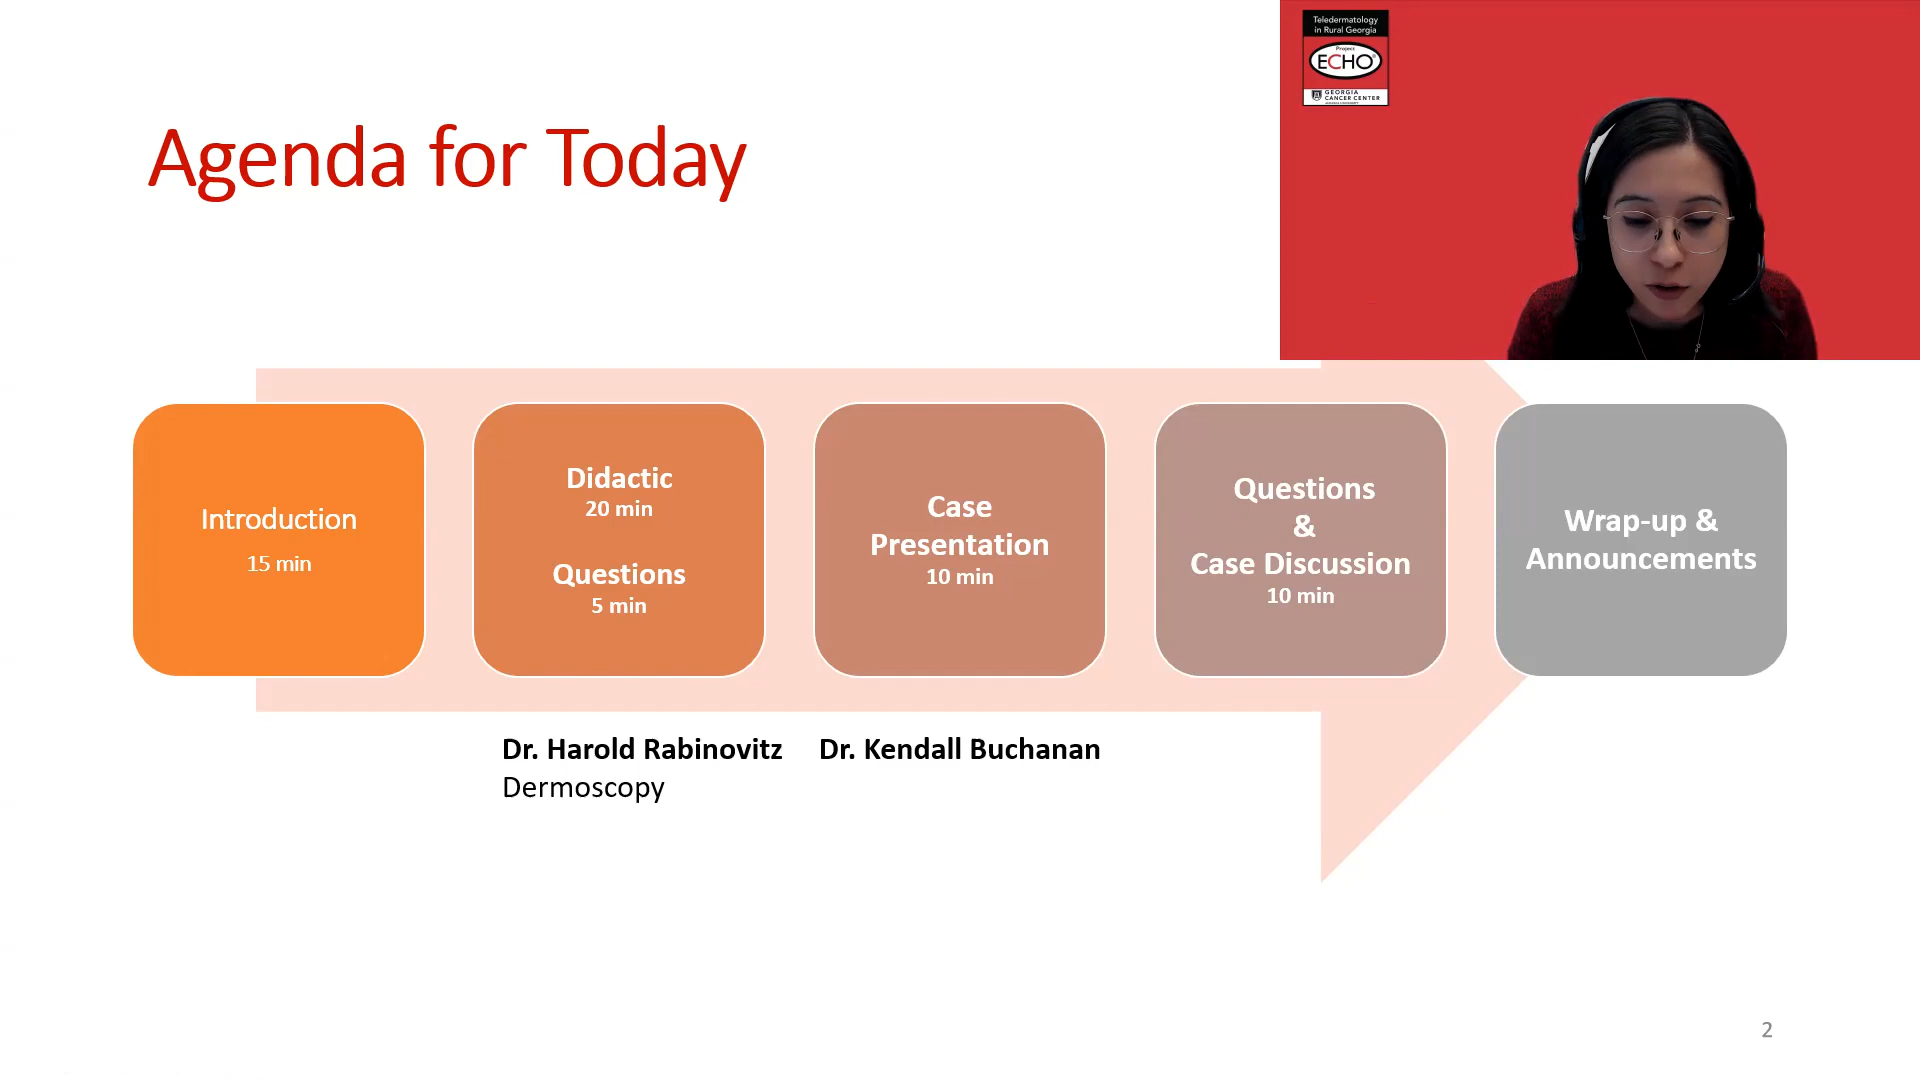 Teledermatology
in Rural Georgia
Project
ECHO
GEORGIA
CANCER CENTER
Agenda for Today
Introduction
15 min
Didactic
20 min
Questions
5 min
Case
Presentation
10 min
Questions
&
Case Discussion
10 min
Wrap-up &
Announcements
Dr. Harold Rabinovitz
Dermoscopy
Dr. Kendall Buchanan
2